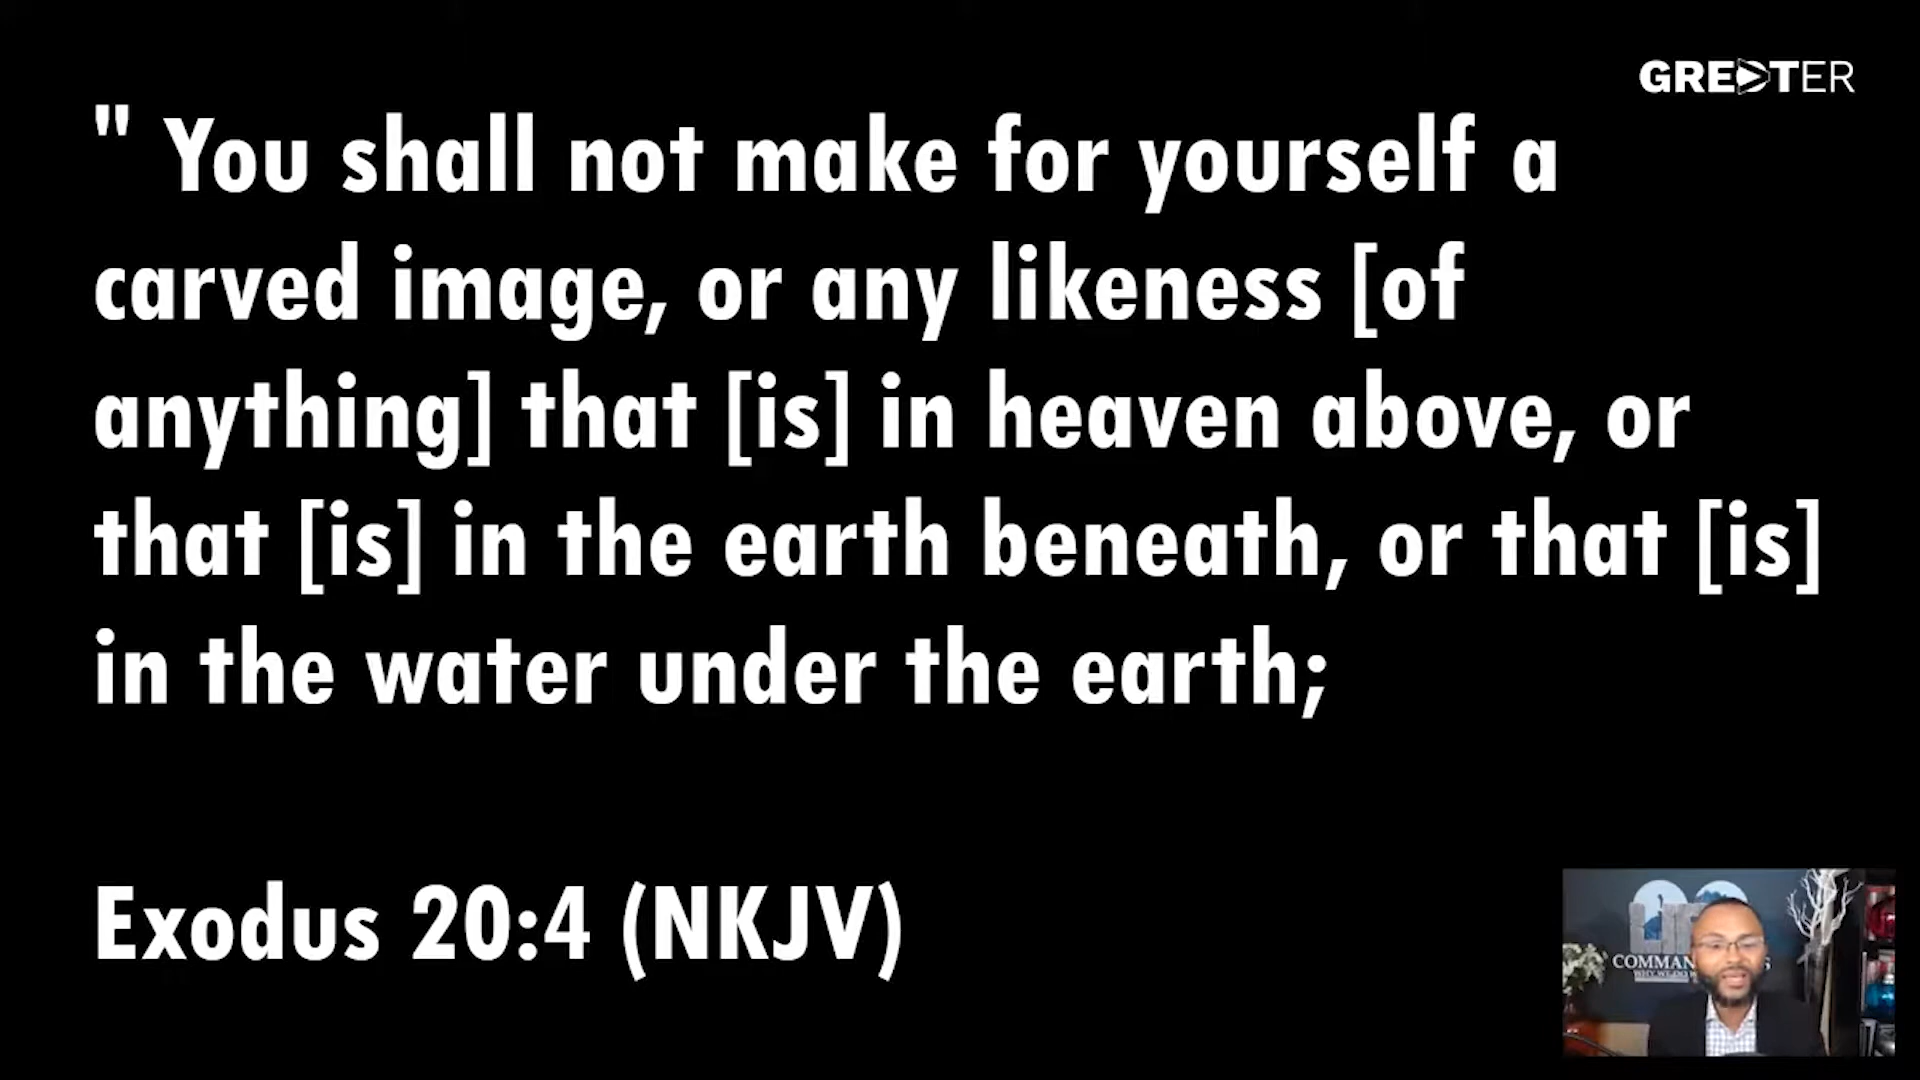 GREATER
" You shall not make for yourself a
carved image, or any likeness [of
anything] that [is] in heaven above, or
that [is] in the earth beneath, or that [is]
in the water under the earth;
Exodus 20:4 (NKJV)